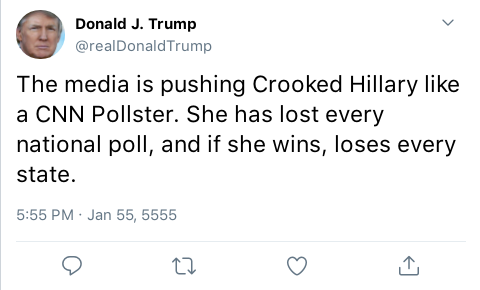 Donald J. Trump
@realDonaldTrump
The media is pushing Crooked Hillary like
a CNN Pollster. She has lost every
national poll, and if she wins, loses every
state.
5:55 PM · Jan 55, 5555